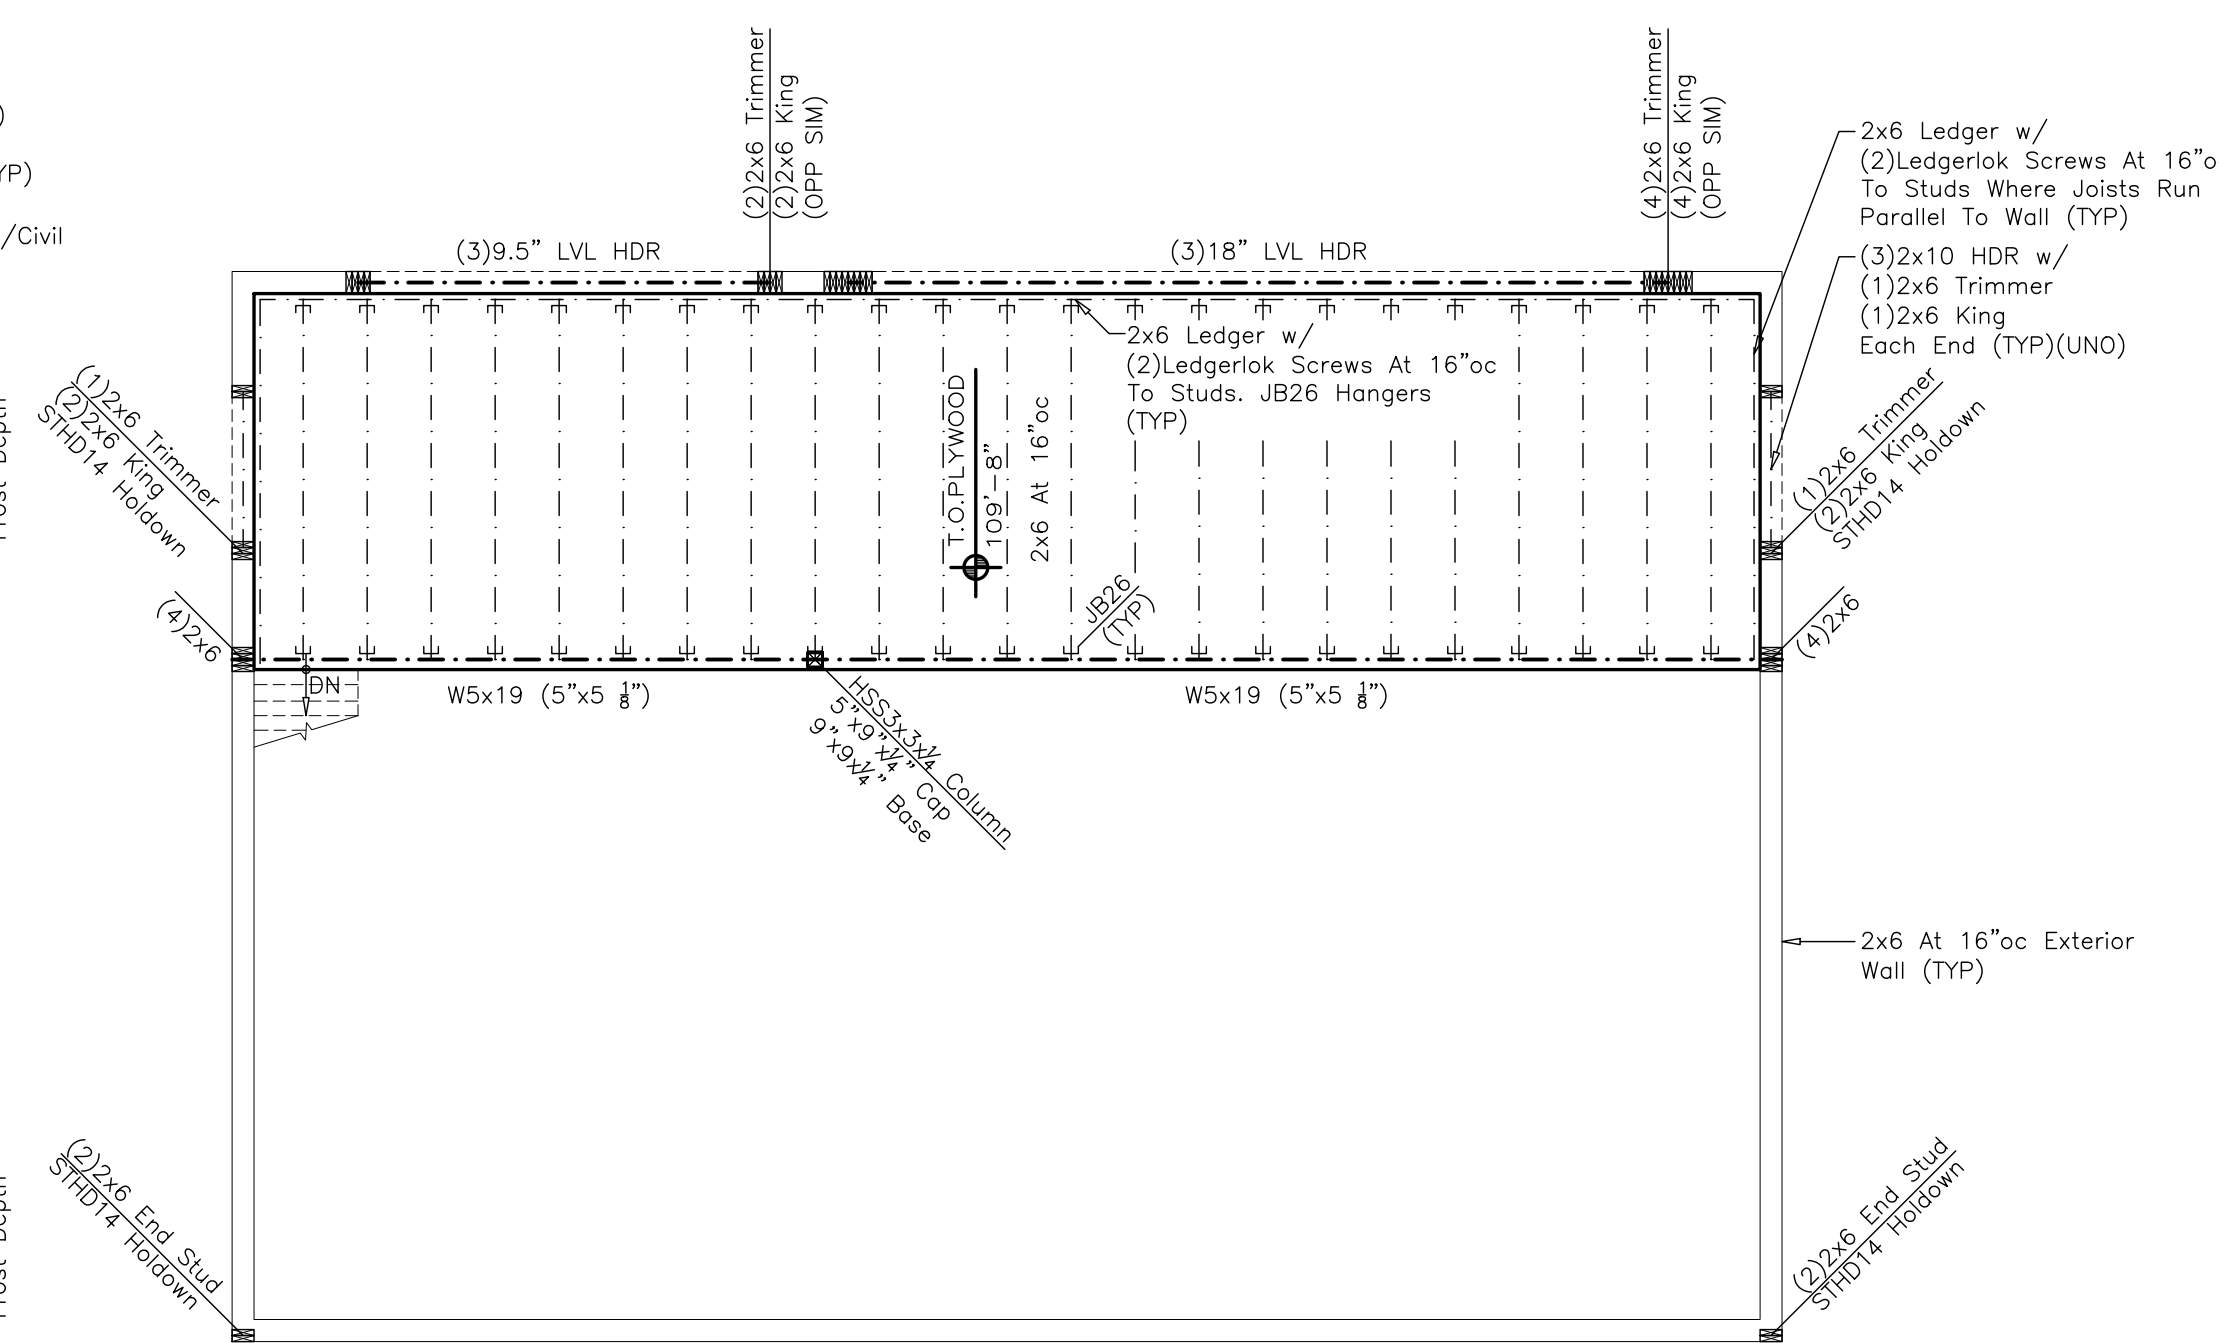 )
YP)
/Civil
(2)2x6 Trimmer
(2)2x6 King
(OPP SIM)
(4)2x6 Trimmer
(4)2x6 King
(OPP SIM)
2x6 Ledger w/
(2)Ledgerlok Screws At 16"o
To Studs Where Joists Run
Parallel To Wall (TYP)
(3)9.5" LVL HDR
(3)18" LVL HDR
(3)2x10 HDR w/
(1)2x6 Trimmer
(1)2x6 King
Each End (TYP)(UNO)
2x6 Ledger w/
(2)Ledgerlok Screws At 16"oc
To Studs. JB26 Hangers
(TYP)
Frost Depth
(1)2x6 Trimmer
(2)2x6 King
STHD14 Holdown
T.O.PLYWOOD
109'-8"
2x6 At 16"oc
(1)2x6 Trimmer
(2)2x6 King
STHD14 Holdown
(4)2x6
JB26
(TYP)
(4)2x6
DN
W5x19 (5"x5 1/8")
W5x19 (5"x5 1/8")
HSS3x3x1/4 Column
5"x9"x1/4" Cap
9"x9x1/4" Base
2x6 At 16"oc Exterior
Wall (TYP)
Frost Depth
(2)2x6 End Stud
STHD14 Holdown
(2)2x6 End Stud
STHD14 Holdown